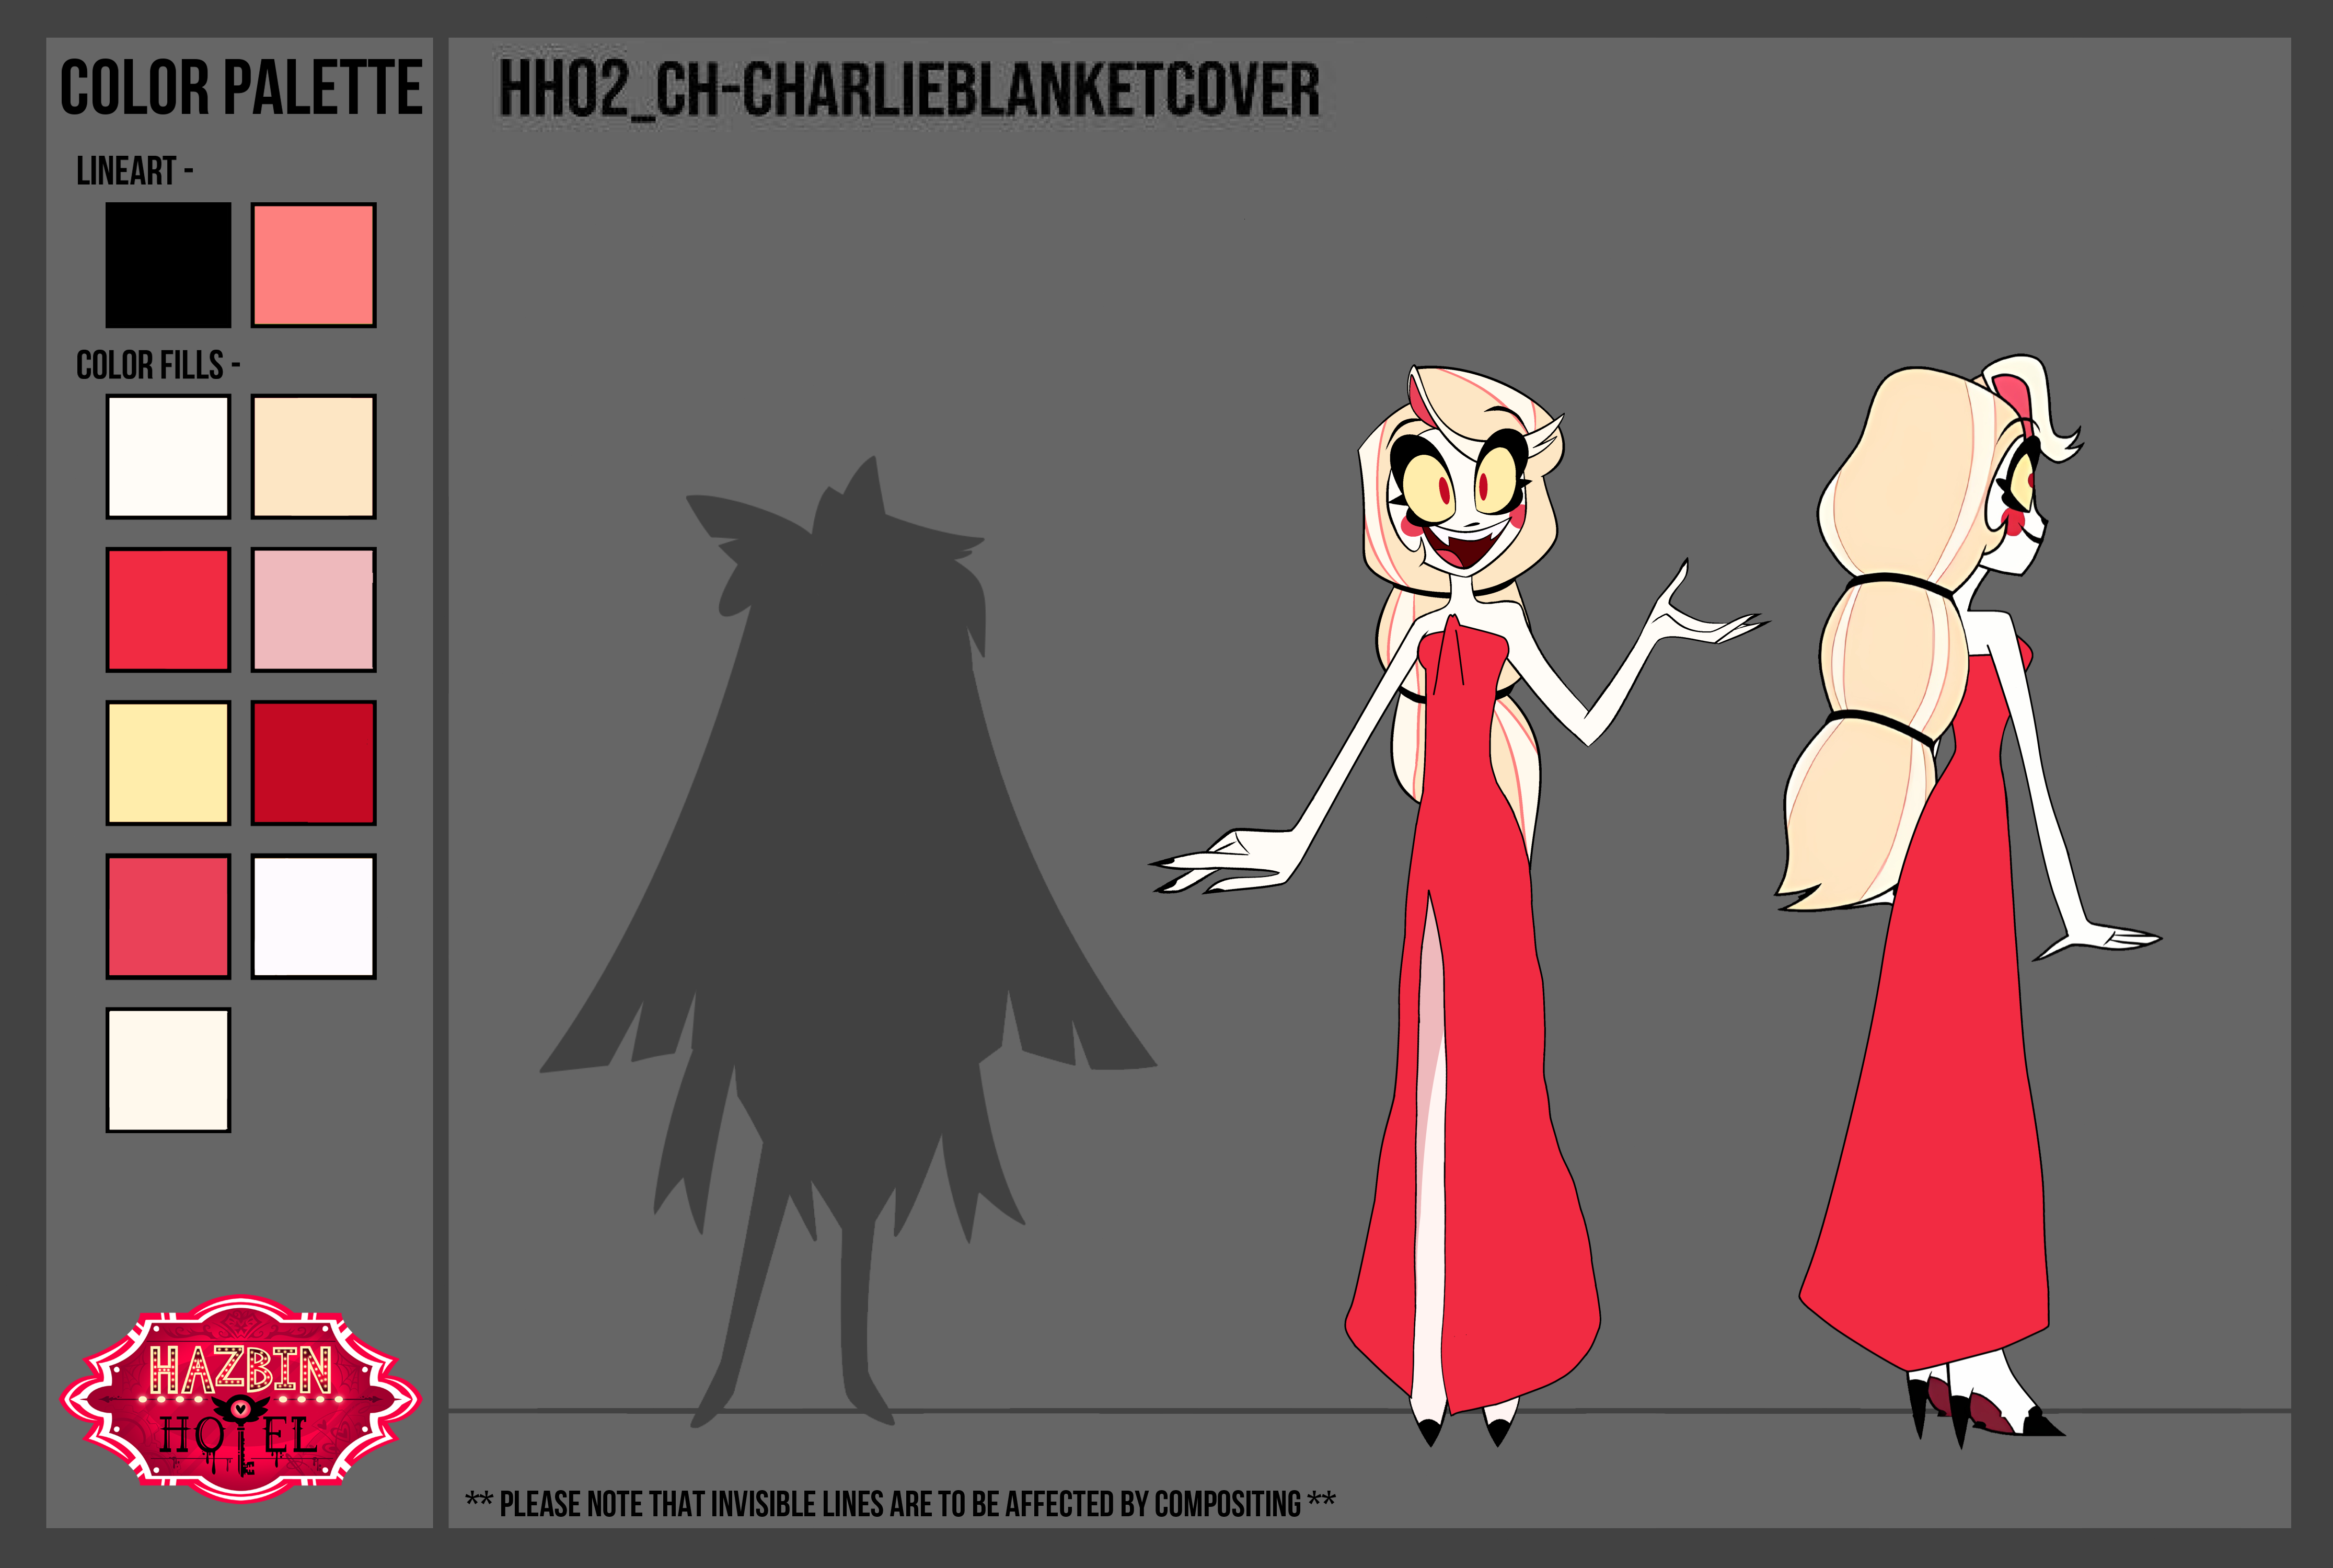 COLOR PALETTE
LINEART -
COLOR FILLS -
HAZBIN
HOTEL
HH02_CH-CHARLIEBLANKETCOVER
** PLEASE NOTE THAT INVISIBLE LINES ARE TO BE AFFECTED BY COMPOSITING **